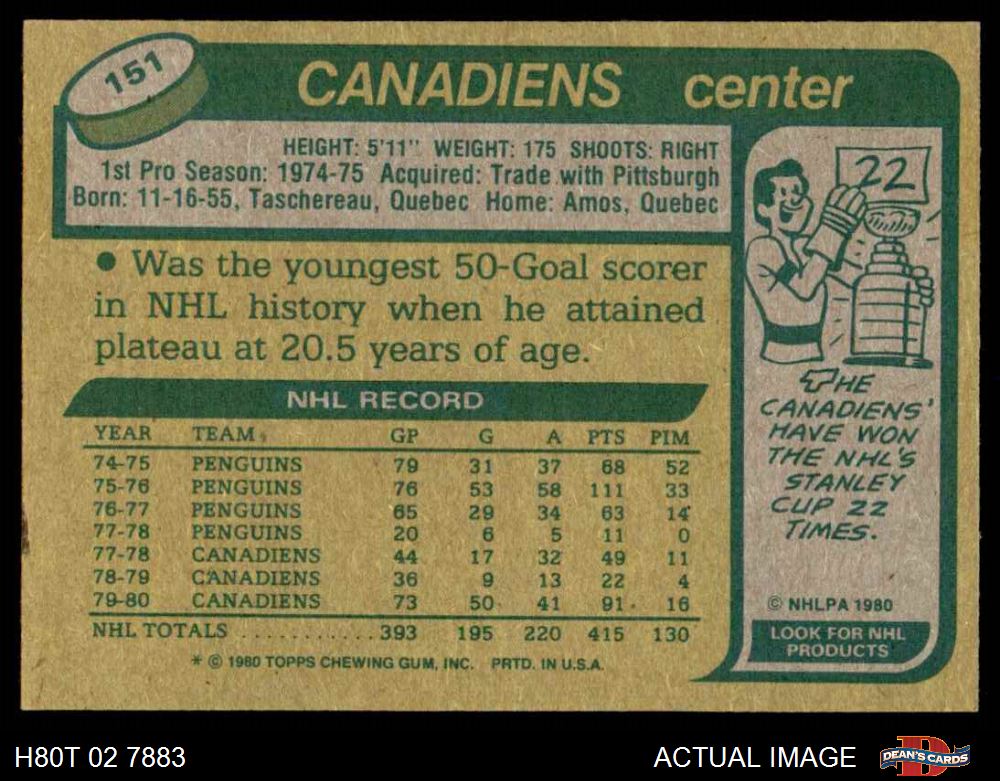 151
CANADIENS center
HEIGHT: 5'11" WEIGHT: 175 SHOOTS: RIGHT
1st Pro Season: 1974-75 Acquired: Trade with Pittsburgh
Born: 11-16-55, Taschereau, Quebec Home: Amos, Quebec
• Was the youngest 50-Goal scorer
in NHL history when he attained
plateau at 20.5 years of age.
NHL RECORD
YEAR TEAM GP G A PTS PIM
74-75 PENGUINS 79 31 37 68 52
75-76 PENGUINS 76 53 58 111 33
76-77 PENGUINS 65 29 34 63 14
77-78 PENGUINS 20 6 5 11 0
77-78 CANADIENS 44 17 32 49 11
78-79 CANADIENS 36 9 13 22 4
79-80 CANADIENS 73 50 41 91 16
NHL TOTALS ............ 393 195 220 415 130
* © 1980 TOPPS CHEWING GUM, INC. PRTD. IN U.S.A.
22
THE
CANADIENS'
HAVE WON
THE NHL'S
STANLEY
CUP 22
TIMES.
© NHLPA 1980
LOOK FOR NHL
PRODUCTS
H80T 02 7883
ACTUAL IMAGE
D
DEAN'S CARDS